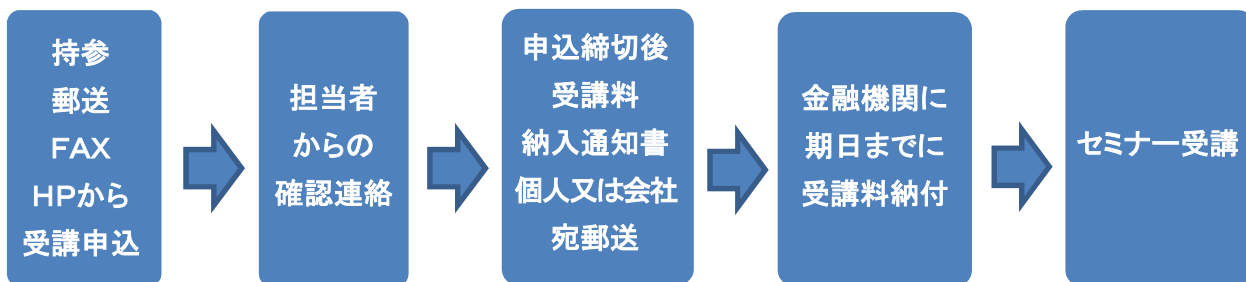 持参
郵送
FAX
HPから
受講申込
担当者
からの
確認連絡
申込締切後
受講料
納入通知書
個人又は会社
宛郵送
金融機関に
期日までに
受講料納付
セミナー受講